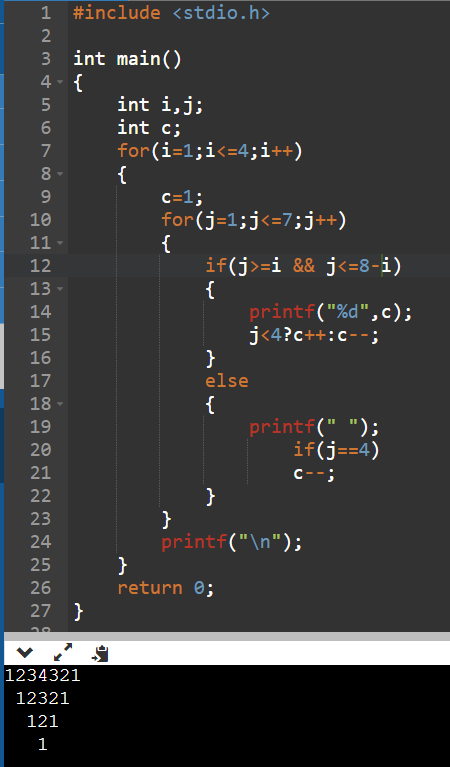 1 #include <stdio.h>
2
3 int main()
4 {
5     int i,j;
6     int c;
7     for(i=1;i<=4;i++)
8     {
9         c=1;
10         for(j=1;j<=7;j++)
11         {
12             if(j>=i && j<=8-i)
13             {
14                 printf("%d",c);
15                 j<4?c++:c--;
16             }
17             else
18             {
19                 printf(" ");
20                     if(j==4)
21                     c--;
22             }
23         }
24         printf("\n");
25     }
26     return 0;
27 }
28
1234321
 12321
  121
   1